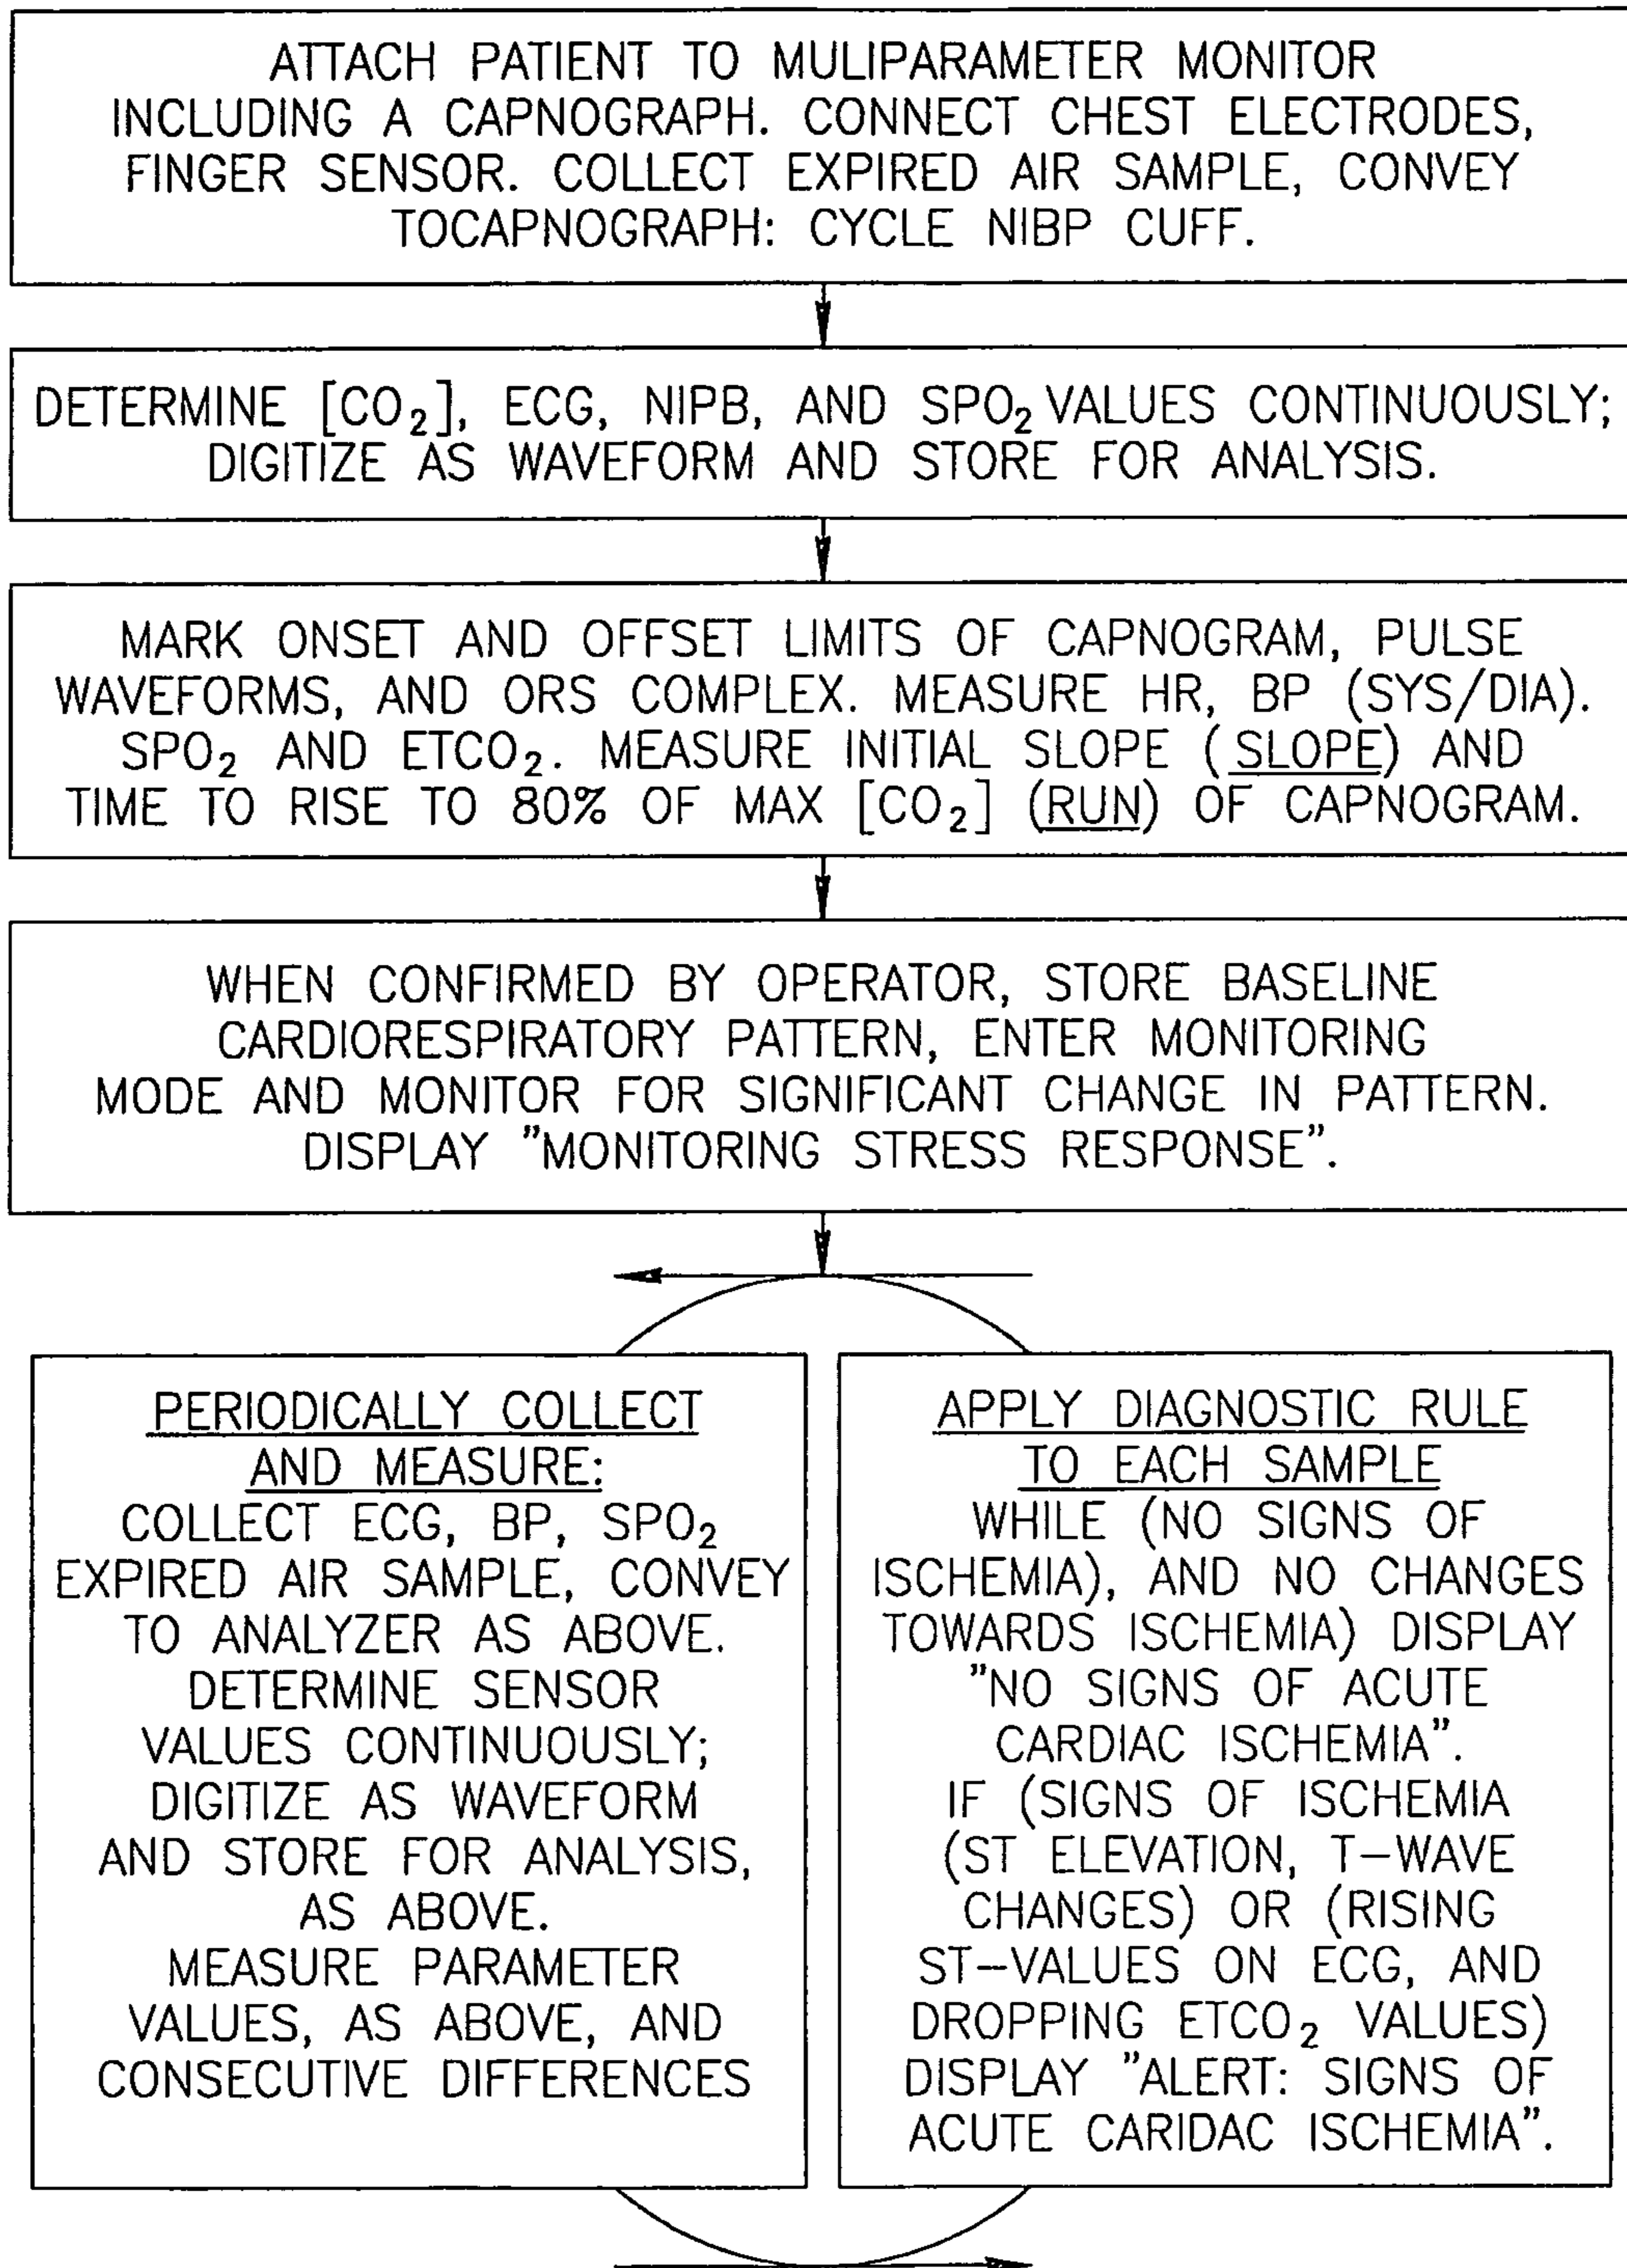 ATTACH PATIENT TO MULIPARAMETER MONITOR
INCLUDING A CAPNOGRAPH. CONNECT CHEST ELECTRODES,
FINGER SENSOR. COLLECT EXPIRED AIR SAMPLE, CONVEY
TOCAPNOGRAPH: CYCLE NIBP CUFF.
DETERMINE [CO₂], ECG, NIPB, AND SPO₂ VALUES CONTINUOUSLY;
DIGITIZE AS WAVEFORM AND STORE FOR ANALYSIS.
MARK ONSET AND OFFSET LIMITS OF CAPNOGRAM, PULSE
WAVEFORMS, AND ORS COMPLEX. MEASURE HR, BP (SYS/DIA).
SPO₂ AND ETCO₂. MEASURE INITIAL SLOPE (SLOPE) AND
TIME TO RISE TO 80% OF MAX [CO₂] (RUN) OF CAPNOGRAM.
WHEN CONFIRMED BY OPERATOR, STORE BASELINE
CARDIORESPIRATORY PATTERN, ENTER MONITORING
MODE AND MONITOR FOR SIGNIFICANT CHANGE IN PATTERN.
DISPLAY "MONITORING STRESS RESPONSE".
PERIODICALLY COLLECT
AND MEASURE:
COLLECT ECG, BP, SPO₂
EXPIRED AIR SAMPLE, CONVEY
TO ANALYZER AS ABOVE.
DETERMINE SENSOR
VALUES CONTINUOUSLY;
DIGITIZE AS WAVEFORM
AND STORE FOR ANALYSIS,
AS ABOVE.
MEASURE PARAMETER
VALUES, AS ABOVE, AND
CONSECUTIVE DIFFERENCES
APPLY DIAGNOSTIC RULE
TO EACH SAMPLE
WHILE (NO SIGNS OF
ISCHEMIA), AND NO CHANGES
TOWARDS ISCHEMIA) DISPLAY
"NO SIGNS OF ACUTE
CARDIAC ISCHEMIA".
IF (SIGNS OF ISCHEMIA
(ST ELEVATION, T-WAVE
CHANGES) OR (RISING
ST-VALUES ON ECG, AND
DROPPING ETCO₂ VALUES)
DISPLAY "ALERT: SIGNS OF
ACUTE CARIDAC ISCHEMIA".